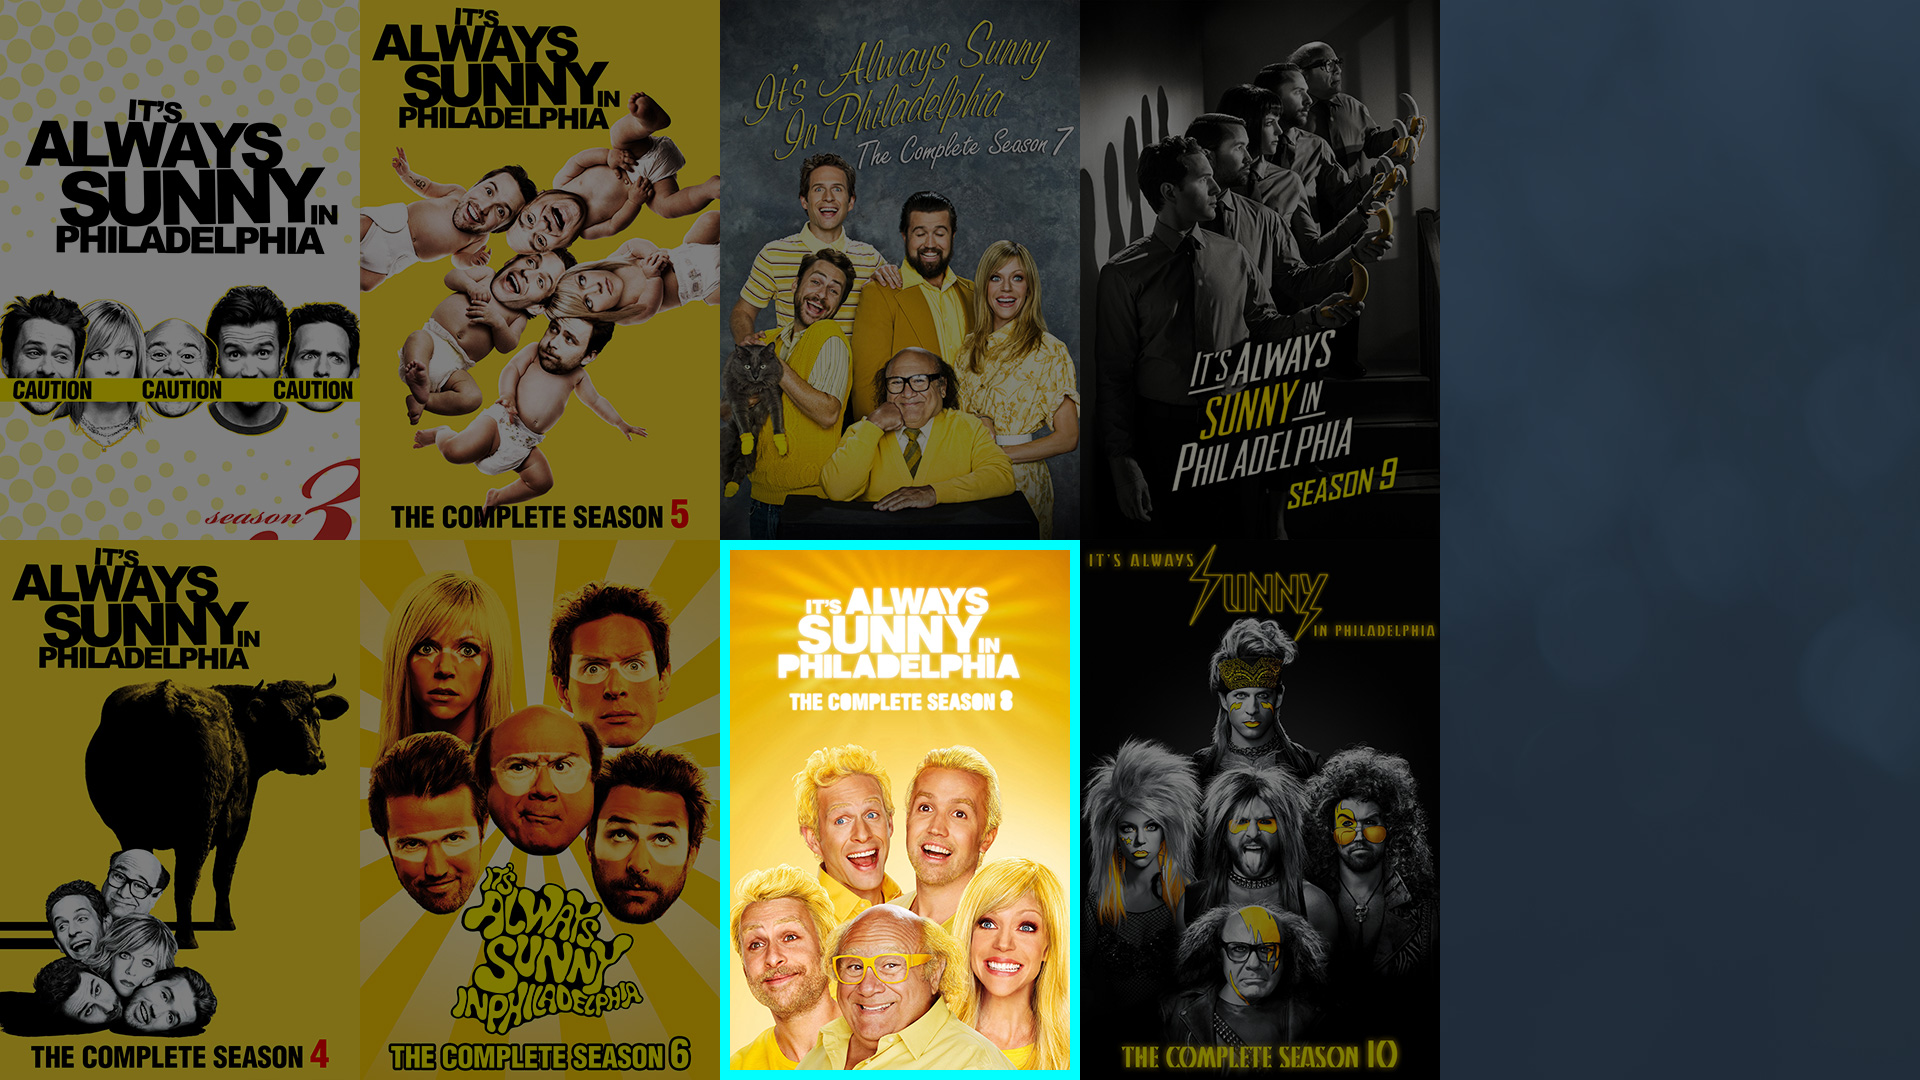 IT'S
ALWAYS
SUNNY IN
PHILADELPHIA
CAUTION CAUTION CAUTION
season 3
IT'S
ALWAYS
SUNNY IN
PHILADELPHIA
THE COMPLETE SEASON 5
It's Always Sunny
In Philadelphia
The Complete Season 7
IT'S ALWAYS
SUNNY IN
PHILADELPHIA
SEASON 9
IT'S
ALWAYS
SUNNY IN
PHILADELPHIA
THE COMPLETE SEASON 4
IT'S
ALWAYS
SUNNY
IN PHILADELPHIA
THE COMPLETE SEASON 6
IT'S ALWAYS
SUNNY IN
PHILADELPHIA
THE COMPLETE SEASON 8
IT'S ALWAYS
SUNNY
IN PHILADELPHIA
THE COMPLETE SEASON 10